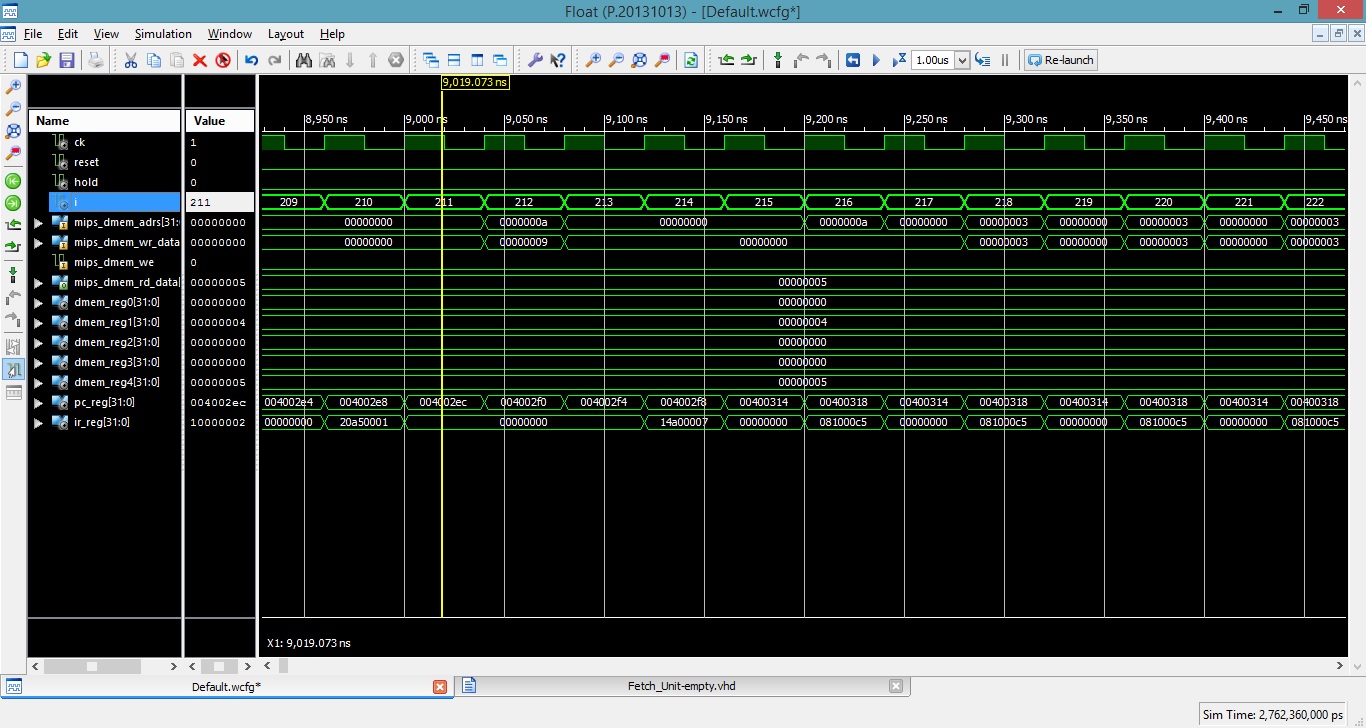 Float (P.20131013) - [Default.wcfg*]
File Edit View Simulation Window Layout Help
1.00us Re-launch
9,019.073 ns
Name Value
8,950 ns 9,000 ns 9,050 ns 9,100 ns 9,150 ns 9,200 ns 9,250 ns 9,300 ns 9,350 ns 9,400 ns 9,450 ns
ck 1
reset 0
hold 0
i 211 209 210 211 212 213 214 215 216 217 218 219 220 221 222
mips_dmem_adrs[31: 00000000 00000000 0000000a 00000000 0000000a 00000000 00000003 00000000 00000003 00000000 00000003
mips_dmem_wr_data 00000000 00000000 00000009 00000000 00000003 00000000 00000003 00000000 00000003
mips_dmem_we 0
mips_dmem_rd_data[ 00000005 00000005
dmem_reg0[31:0] 00000000 00000000
dmem_reg1[31:0] 00000004 00000004
dmem_reg2[31:0] 00000000 00000000
dmem_reg3[31:0] 00000000 00000000
dmem_reg4[31:0] 00000005 00000005
pc_reg[31:0] 004002ec 004002e4 004002e8 004002ec 004002f0 004002f4 004002f8 00400314 00400318 00400314 00400318 00400314 00400318 00400314 00400318
ir_reg[31:0] 10000002 00000000 20a50001 00000000 14a00007 00000000 081000c5 00000000 081000c5 00000000 081000c5 00000000 081000c5
X1: 9,019.073 ns
Default.wcfg* Fetch_Unit-empty.vhd
Sim Time: 2,762,360,000 ps